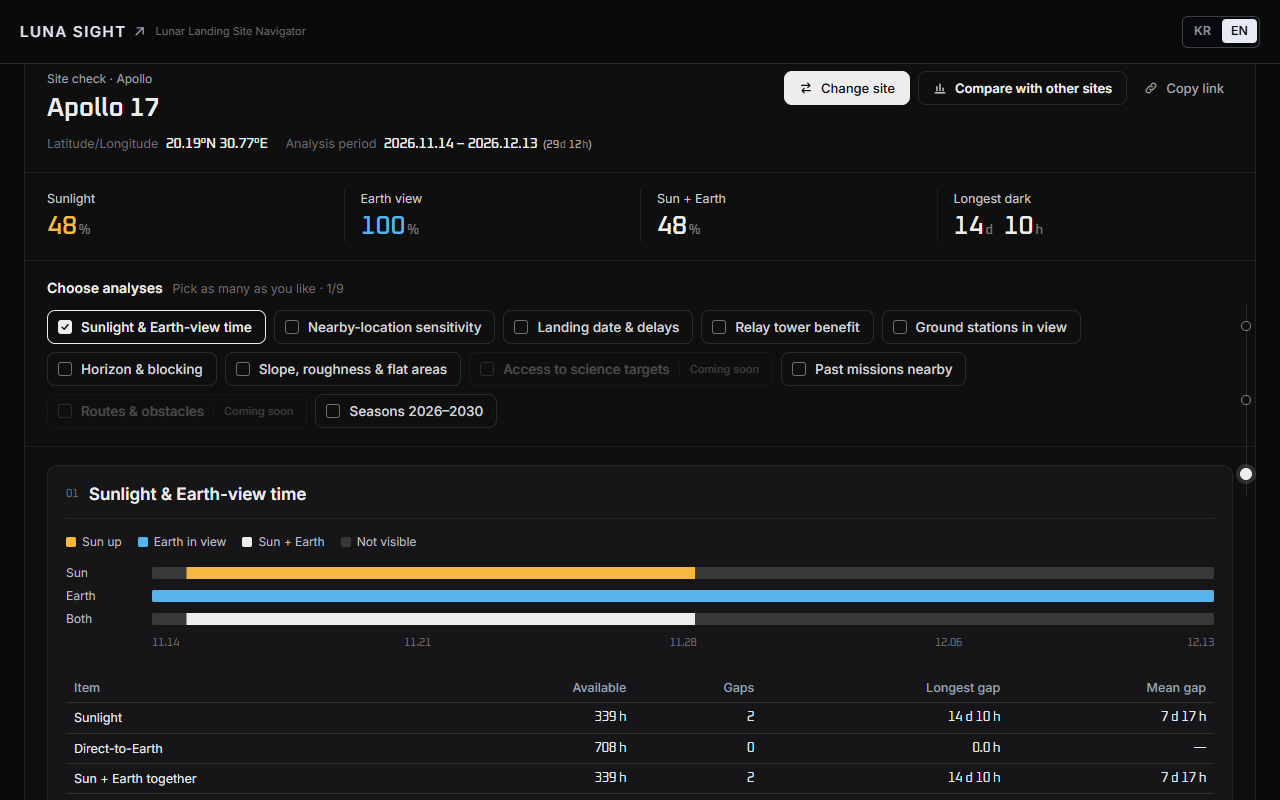 LUNA SIGHT ↗ Lunar Landing Site Navigator
KR EN
Site check · Apollo
Apollo 17
Change site
Compare with other sites
Copy link
Latitude/Longitude 20.19°N 30.77°E Analysis period 2026.11.14 – 2026.12.13 (29d 12h)
Sunlight
48%
Earth view
100%
Sun + Earth
48%
Longest dark
14d 10h
Choose analyses Pick as many as you like · 1/9
Sunlight & Earth-view time
Nearby-location sensitivity
Landing date & delays
Relay tower benefit
Ground stations in view
Horizon & blocking
Slope, roughness & flat areas
Access to science targets Coming soon
Past missions nearby
Routes & obstacles Coming soon
Seasons 2026–2030
01 Sunlight & Earth-view time
Sun up Earth in view Sun + Earth Not visible
Sun
Earth
Both
11.14 11.21 11.28 12.06 12.13
Item Available Gaps Longest gap Mean gap
Sunlight 339 h 2 14 d 10 h 7 d 17 h
Direct-to-Earth 708 h 0 0.0 h —
Sun + Earth together 339 h 2 14 d 10 h 7 d 17 h